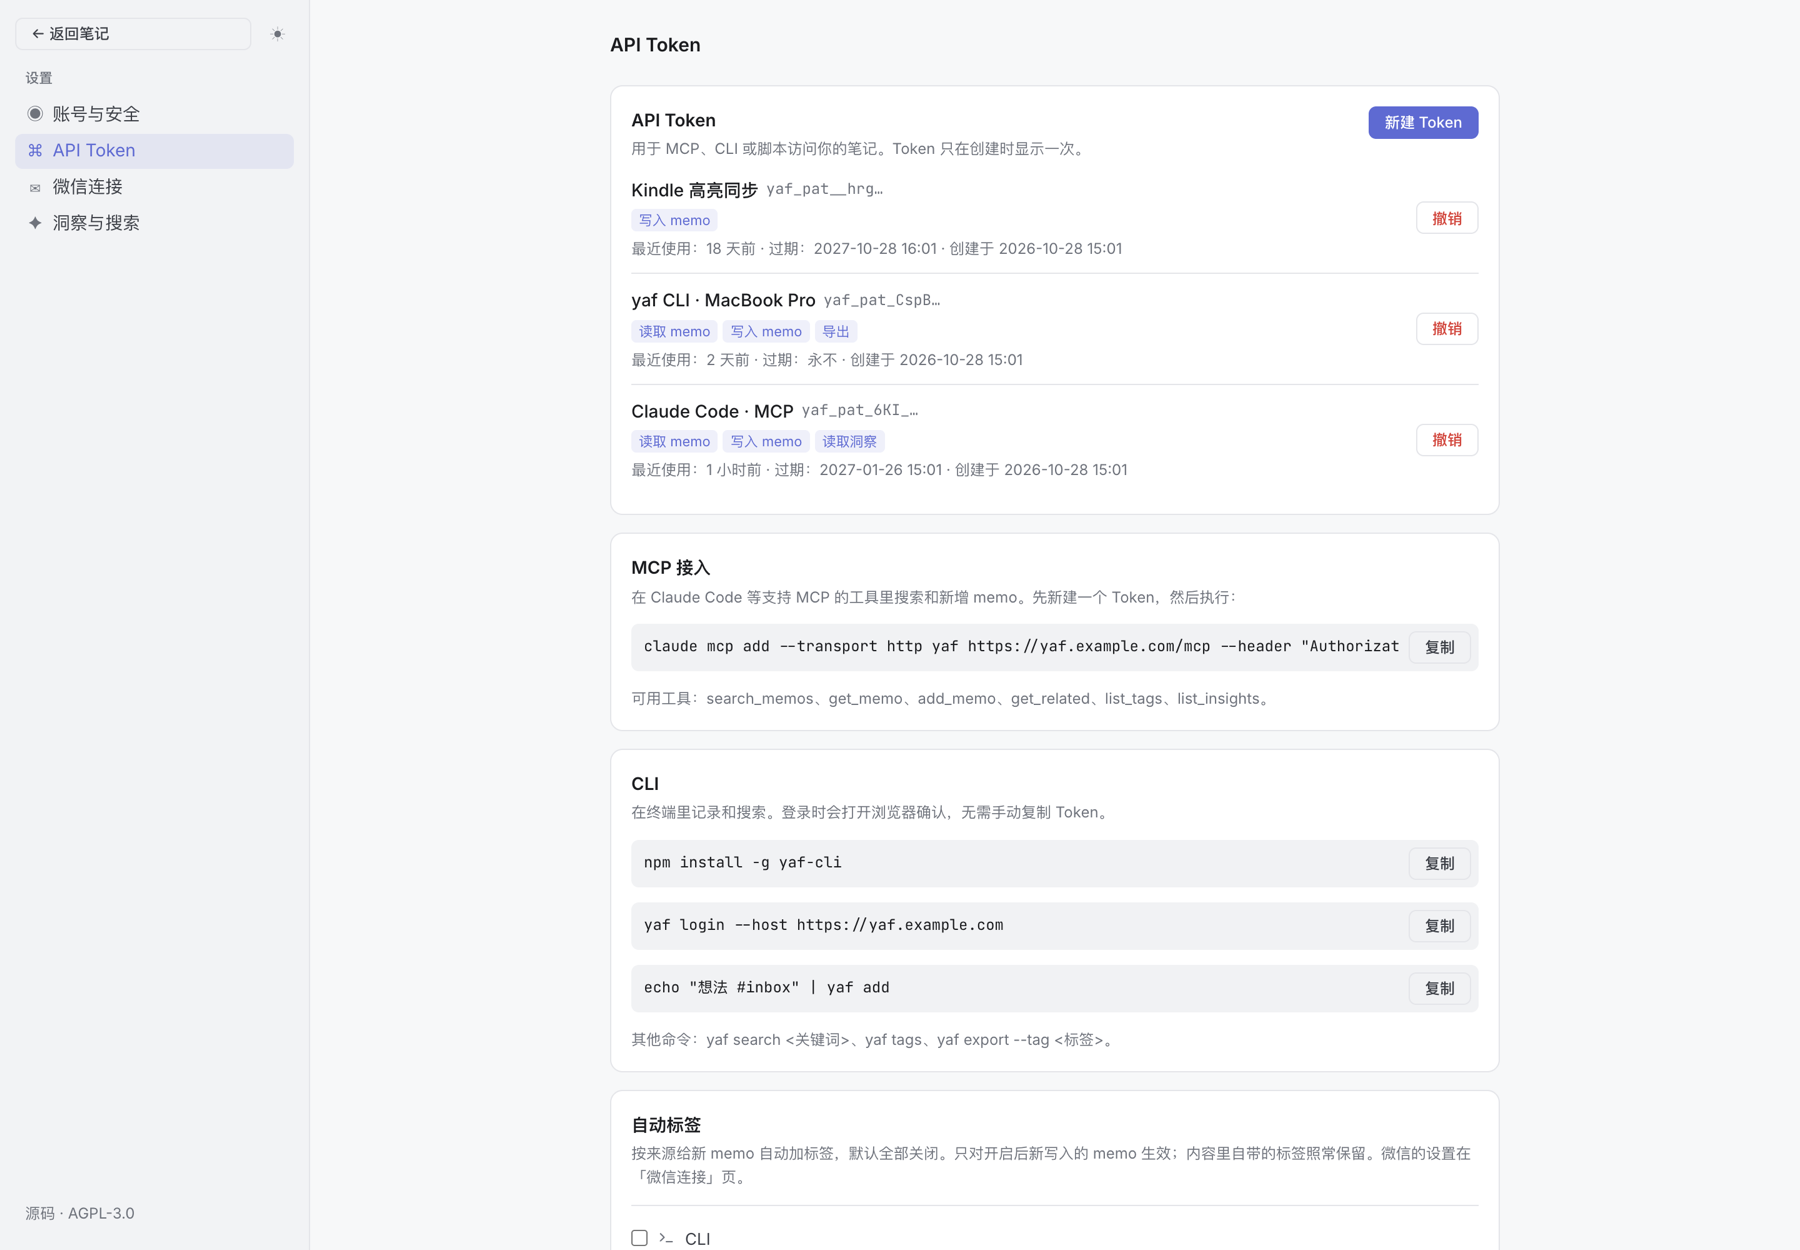 ← 返回笔记
设置
账号与安全
⌘ API Token
微信连接
洞察与搜索
源码 · AGPL-3.0
API Token
API Token
新建 Token
用于 MCP、CLI 或脚本访问你的笔记。Token 只在创建时显示一次。
Kindle 高亮同步 yaf_pat__hrg…
写入 memo
撤销
最近使用：18 天前 · 过期：2027-10-28 16:01 · 创建于 2026-10-28 15:01
yaf CLI · MacBook Pro yaf_pat_CspB…
读取 memo 写入 memo 导出
撤销
最近使用：2 天前 · 过期：永不 · 创建于 2026-10-28 15:01
Claude Code · MCP yaf_pat_6KI_…
读取 memo 写入 memo 读取洞察
撤销
最近使用：1 小时前 · 过期：2027-01-26 15:01 · 创建于 2026-10-28 15:01
MCP 接入
在 Claude Code 等支持 MCP 的工具里搜索和新增 memo。先新建一个 Token，然后执行：
claude mcp add --transport http yaf https://yaf.example.com/mcp --header "Authorizat 复制
可用工具：search_memos、get_memo、add_memo、get_related、list_tags、list_insights。
CLI
在终端里记录和搜索。登录时会打开浏览器确认，无需手动复制 Token。
npm install -g yaf-cli 复制
yaf login --host https://yaf.example.com 复制
echo "想法 #inbox" | yaf add 复制
其他命令：yaf search <关键词>、yaf tags、yaf export --tag <标签>。
自动标签
按来源给新 memo 自动加标签，默认全部关闭。只对开启后新写入的 memo 生效；内容里自带的标签照常保留。微信的设置在
「微信连接」页。
>_ CLI